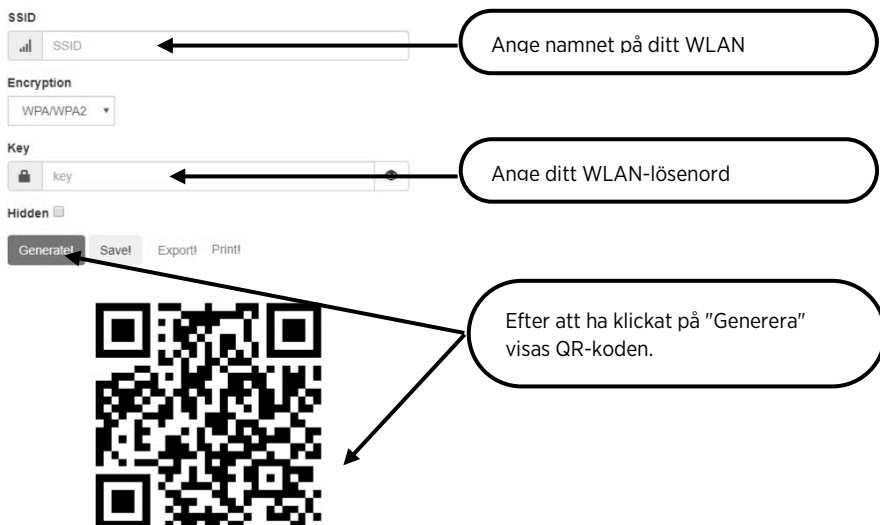 SSID
SSID
Ange namnet på ditt WLAN
Encryption
WPA/WPA2
Key
key
Ange ditt WLAN-lösenord
Hidden
Generate! Save! Export! Print!
Efter att ha klickat på "Generera"
visas QR-koden.